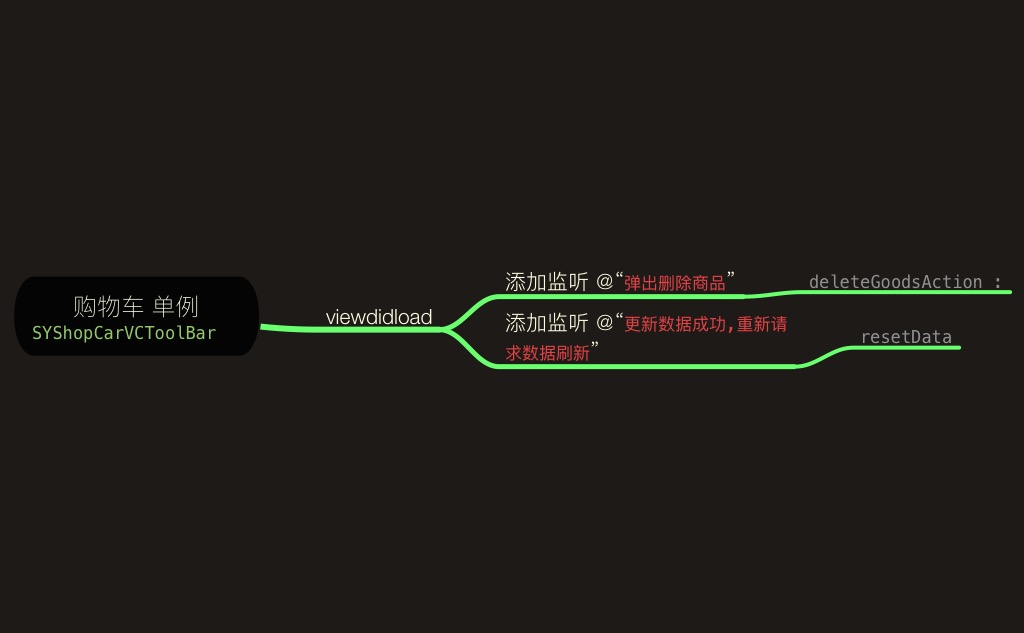 购物车 单例
SYShopCarVCToolBar
viewdidload
添加监听 @“弹出删除商品”
deleteGoodsAction :
添加监听 @“更新数据成功,重新请
求数据刷新”
resetData